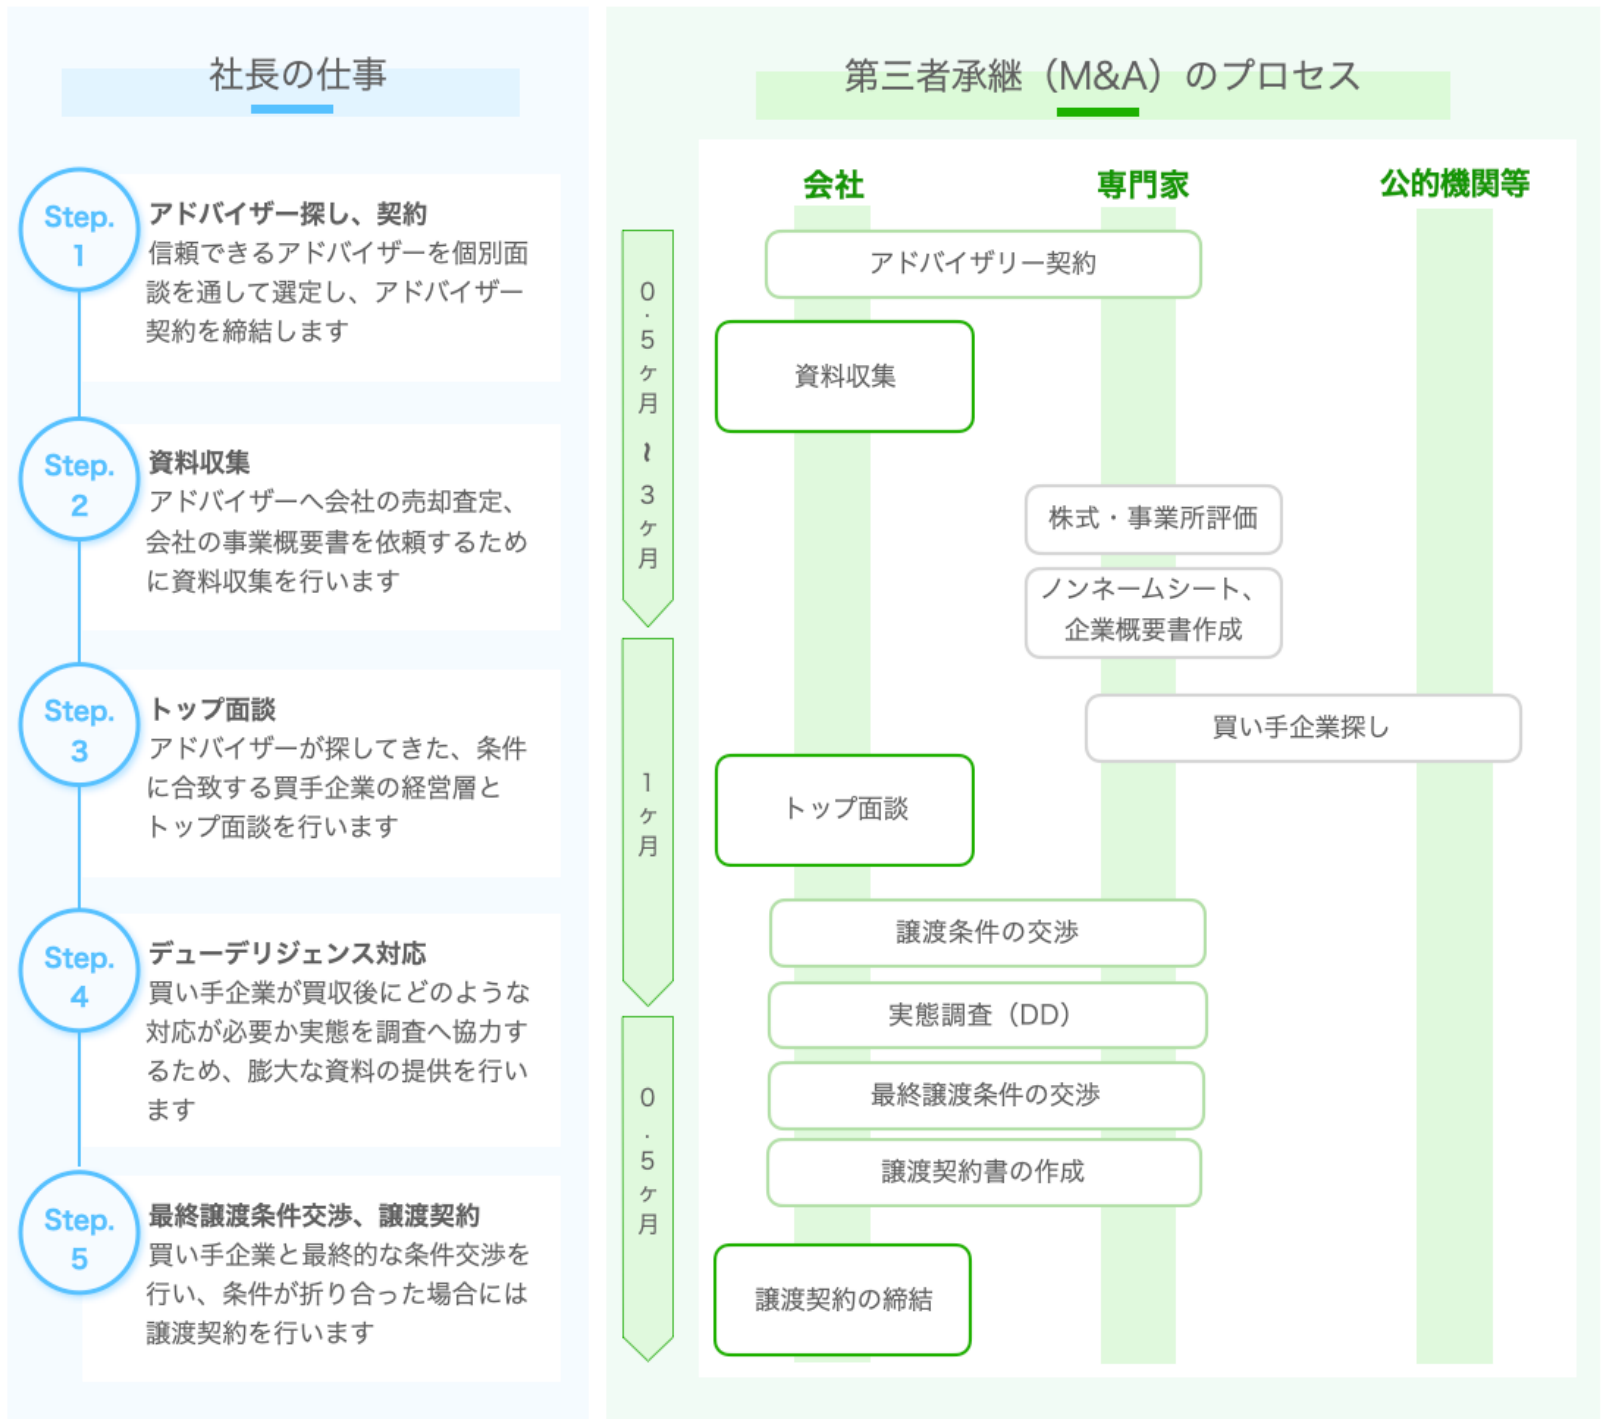 社長の仕事
Step.
1
アドバイザー探し、契約
信頼できるアドバイザーを個別面
談を通して選定し、アドバイザー
契約を締結します
Step.
2
資料収集
アドバイザーへ会社の売却査定、
会社の事業概要書を依頼するため
に資料収集を行います
Step.
3
トップ面談
アドバイザーが探してきた、条件
に合致する買手企業の経営層と
トップ面談を行います
Step.
4
デューデリジェンス対応
買い手企業が買収後にどのような
対応が必要か実態を調査へ協力す
るため、膨大な資料の提供を行い
ます
Step.
5
最終譲渡条件交渉、譲渡契約
買い手企業と最終的な条件交渉を
行い、条件が折り合った場合には
譲渡契約を行います
第三者承継（M&A）のプロセス
会社
専門家
公的機関等
0.5ヶ月〜3ヶ月
アドバイザリー契約
資料収集
株式・事業所評価
ノンネームシート、
企業概要書作成
1ヶ月
買い手企業探し
トップ面談
譲渡条件の交渉
実態調査（DD）
0.5ヶ月
最終譲渡条件の交渉
譲渡契約書の作成
譲渡契約の締結